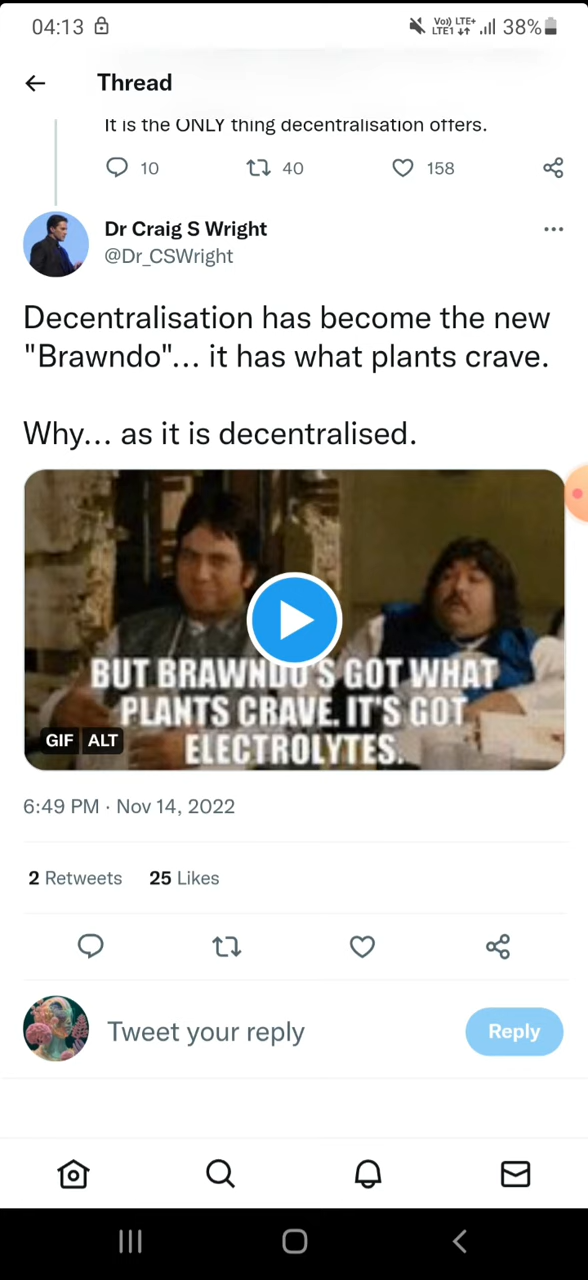 04:13
Vo)) LTE+
LTE1 38%
Thread
It is the ONLY thing decentralisation offers.
10 40 158
Dr Craig S Wright
@Dr_CSWright
Decentralisation has become the new
"Brawndo"... it has what plants crave.
Why... as it is decentralised.
BUT BRAWNDO'S GOT WHAT
PLANTS CRAVE. IT'S GOT
ELECTROLYTES.
GIF ALT
6:49 PM · Nov 14, 2022
2 Retweets 25 Likes
Tweet your reply
Reply